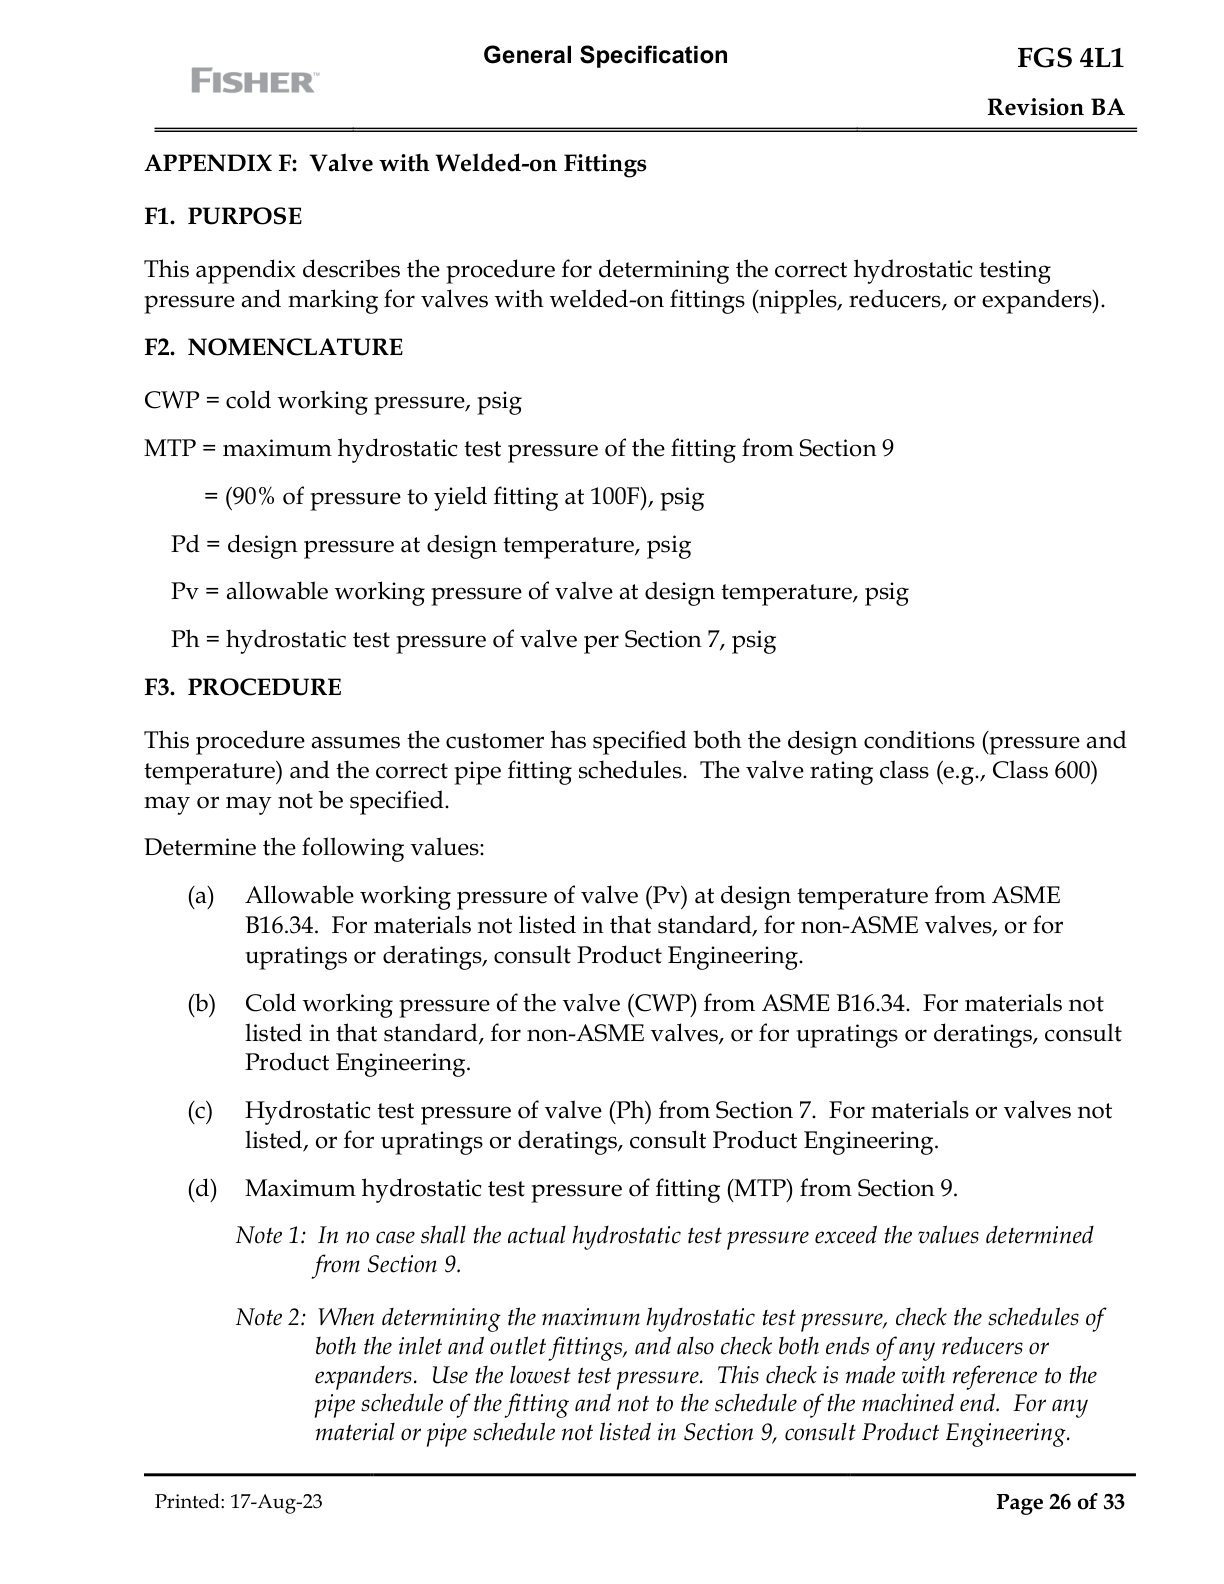 General Specification
FGS 4L1
FISHER™
Revision BA
APPENDIX F:  Valve with Welded-on Fittings
F1.  PURPOSE
This appendix describes the procedure for determining the correct hydrostatic testing
pressure and marking for valves with welded-on fittings (nipples, reducers, or expanders).
F2.  NOMENCLATURE
CWP = cold working pressure, psig
MTP = maximum hydrostatic test pressure of the fitting from Section 9
= (90% of pressure to yield fitting at 100F), psig
Pd = design pressure at design temperature, psig
Pv = allowable working pressure of valve at design temperature, psig
Ph = hydrostatic test pressure of valve per Section 7, psig
F3.  PROCEDURE
This procedure assumes the customer has specified both the design conditions (pressure and
temperature) and the correct pipe fitting schedules.  The valve rating class (e.g., Class 600)
may or may not be specified.
Determine the following values:
(a) Allowable working pressure of valve (Pv) at design temperature from ASME
B16.34.  For materials not listed in that standard, for non-ASME valves, or for
upratings or deratings, consult Product Engineering.
(b) Cold working pressure of the valve (CWP) from ASME B16.34.  For materials not
listed in that standard, for non-ASME valves, or for upratings or deratings, consult
Product Engineering.
(c) Hydrostatic test pressure of valve (Ph) from Section 7.  For materials or valves not
listed, or for upratings or deratings, consult Product Engineering.
(d) Maximum hydrostatic test pressure of fitting (MTP) from Section 9.
Note 1:  In no case shall the actual hydrostatic test pressure exceed the values determined
from Section 9.
Note 2:  When determining the maximum hydrostatic test pressure, check the schedules of
both the inlet and outlet fittings, and also check both ends of any reducers or
expanders.  Use the lowest test pressure.  This check is made with reference to the
pipe schedule of the fitting and not to the schedule of the machined end.  For any
material or pipe schedule not listed in Section 9, consult Product Engineering.
Printed: 17-Aug-23
Page 26 of 33